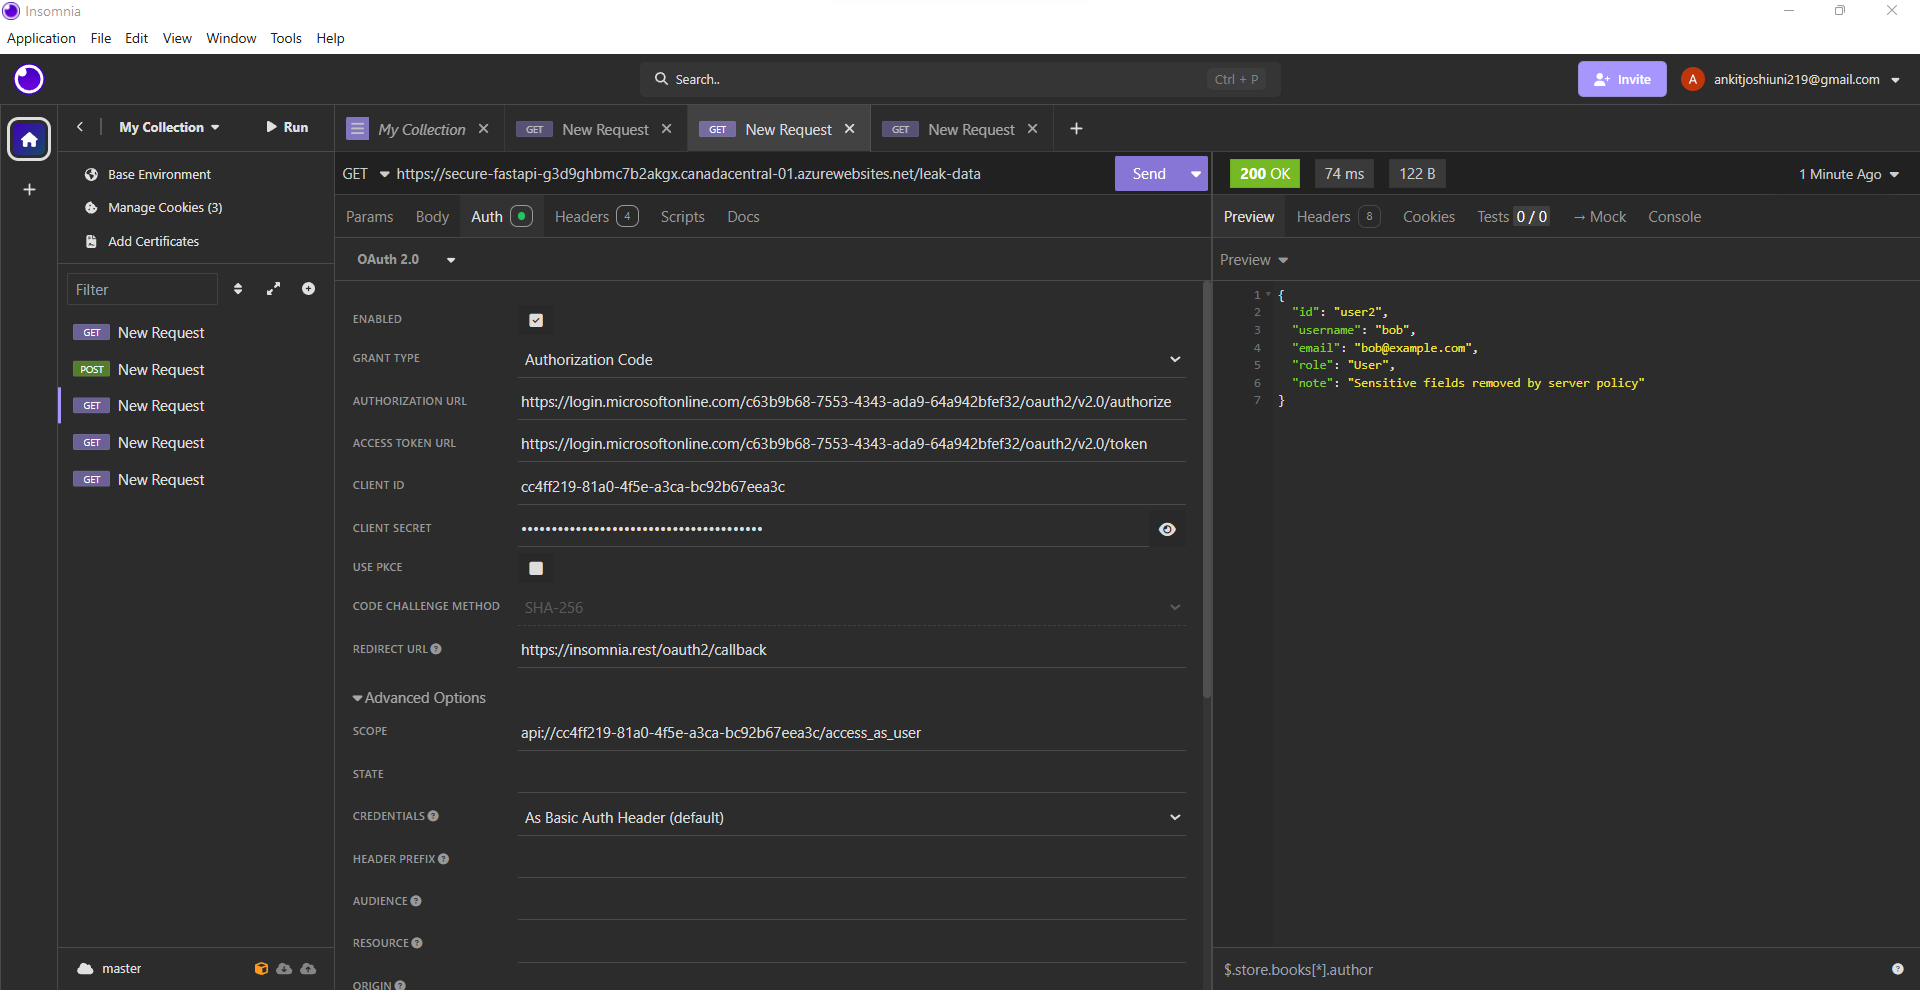 Insomnia
Application File Edit View Window Tools Help
Search.. Ctrl + P
Invite
A ankitjoshiuni219@gmail.com
My Collection
Run
My Collection
GET New Request
GET New Request
GET New Request
Base Environment
Manage Cookies (3)
Add Certificates
Filter
GET New Request
POST New Request
GET New Request
GET New Request
GET New Request
master
GET https://secure-fastapi-g3d9ghbmc7b2akgx.canadacentral-01.azurewebsites.net/leak-data
Send
Params Body Auth Headers 4 Scripts Docs
OAuth 2.0
ENABLED
GRANT TYPE Authorization Code
AUTHORIZATION URL https://login.microsoftonline.com/c63b9b68-7553-4343-ada9-64a942bfef32/oauth2/v2.0/authorize
ACCESS TOKEN URL https://login.microsoftonline.com/c63b9b68-7553-4343-ada9-64a942bfef32/oauth2/v2.0/token
CLIENT ID cc4ff219-81a0-4f5e-a3ca-bc92b67eea3c
CLIENT SECRET ••••••••••••••••••••••••••••••••••••••••
USE PKCE
CODE CHALLENGE METHOD SHA-256
REDIRECT URL https://insomnia.rest/oauth2/callback
Advanced Options
SCOPE api://cc4ff219-81a0-4f5e-a3ca-bc92b67eea3c/access_as_user
STATE
CREDENTIALS As Basic Auth Header (default)
HEADER PREFIX
AUDIENCE
RESOURCE
ORIGIN
200 OK 74 ms 122 B 1 Minute Ago
Preview Headers 8 Cookies Tests 0 / 0 → Mock Console
Preview
1 {
2 "id": "user2",
3 "username": "bob",
4 "email": "bob@example.com",
5 "role": "User",
6 "note": "Sensitive fields removed by server policy"
7 }
$.store.books[*].author